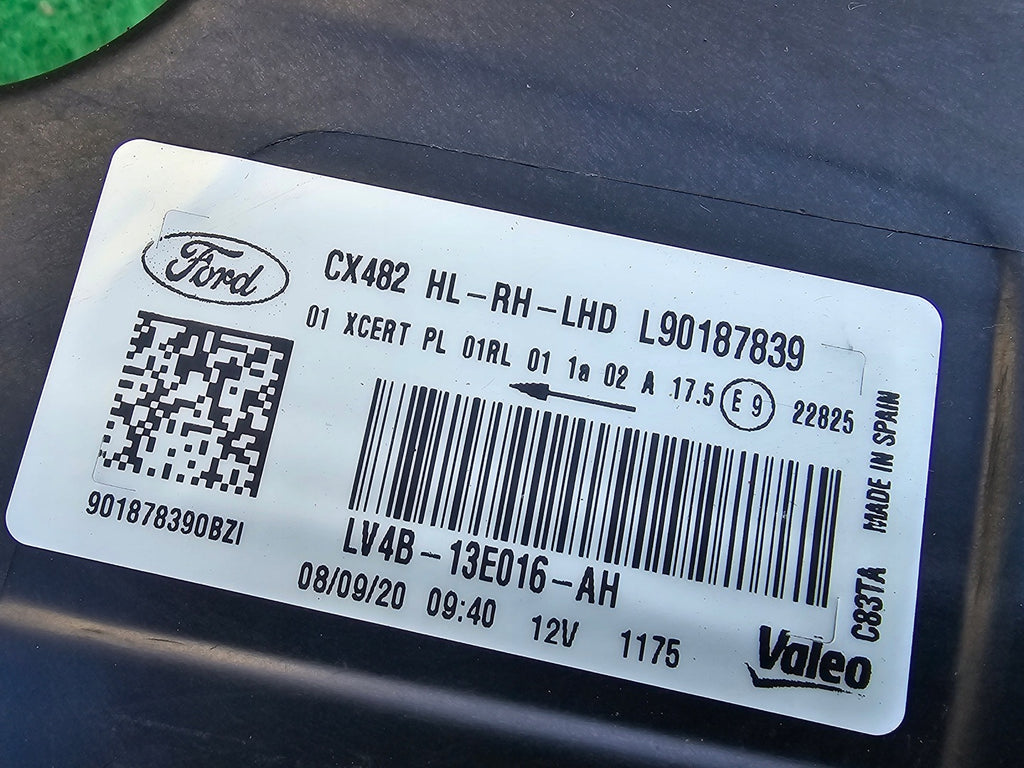 Ford
CX482 HL-RH-LHD L90187839
01 XCERT PL 01RL 01 1a 02 A 17.5 E 9 22825
901878390BZI
LV4B-13E016-AH
08/09/20 09:40 12V 1175
Valeo
C83TA MADE IN SPAIN